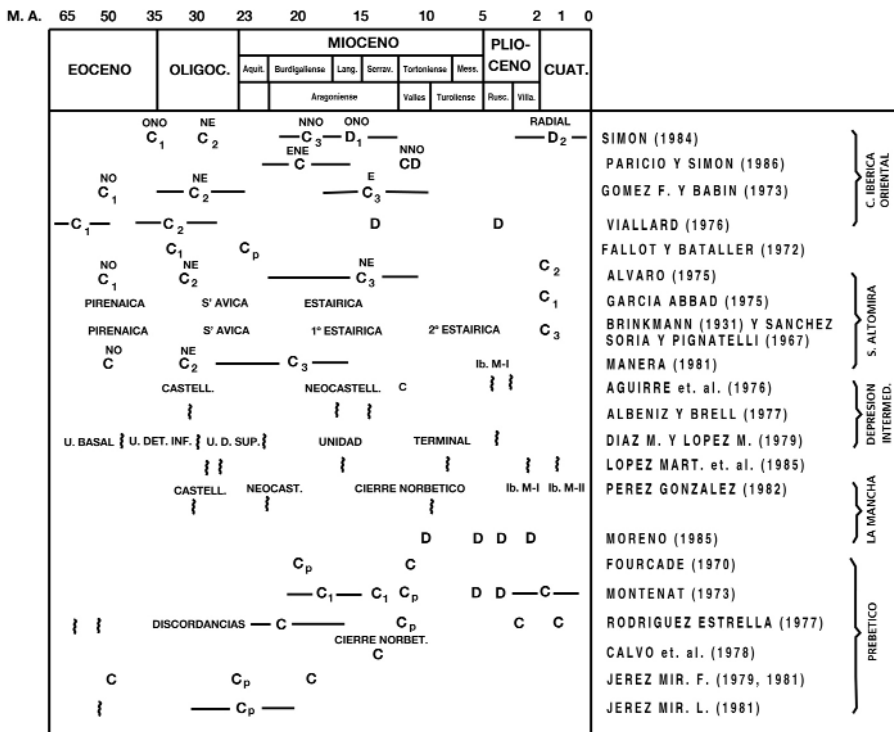 M. A. 65 50 35 23 20 15 10 5 2 1 0
MIOCENO PLIO-
EOCENO OLIGOC. Aquit. Burdigaliense Lang. Serrav. Tortoniense Mess. CENO CUAT.
Aragoniense Valles Turoliense Rusc. Villa.
ONO NE NNO ONO RADIAL
C1 C2 C3 D1 D2 SIMON (1984)
ENE NNO
C CD PARICIO Y SIMON (1986)
NO NE E
C1 C2 C3 GOMEZ F. Y BABIN (1973)
C1 C2 D D VIALLARD (1976)
C1 Cp FALLOT Y BATALLER (1972)
NO NE
C1 C2 C3 C2 ALVARO (1975)
PIRENAICA S' AVICA ESTAIRICA C1 GARCIA ABBAD (1975)
PIRENAICA S' AVICA 1º ESTAIRICA 2ª ESTAIRICA C3 BRINKMANN (1931) Y SANCHEZ
SORIA Y PIGNATELLI (1967)
NO NE
C C2 C3 MANERA (1981)
Ib. M-I
CASTELL. NEOCASTELL. C AGUIRRE et. al. (1976)
ALBENIZ Y BRELL (1977)
U. BASAL U. DET. INF. U. D. SUP. UNIDAD TERMINAL DIAZ M. Y LOPEZ M. (1979)
LOPEZ MART. et. al. (1985)
CASTELL. NEOCAST. CIERRE NORBETICO Ib. M-I Ib. M-II PEREZ GONZALEZ (1982)
D D D D MORENO (1985)
Cp C FOURCADE (1970)
C1 C1 Cp D D C MONTENAT (1973)
DISCORDANCIAS C Cp C C RODRIGUEZ ESTRELLA (1977)
CIERRE NORBET.
C CALVO et. al. (1978)
C Cp C JEREZ MIR. F. (1979, 1981)
Cp JEREZ MIR. L. (1981)
C. IBERICA
ORIENTAL
S. ALTOMIRA
DEPRESION
INTERMED.
LA MANCHA
PREBETICO